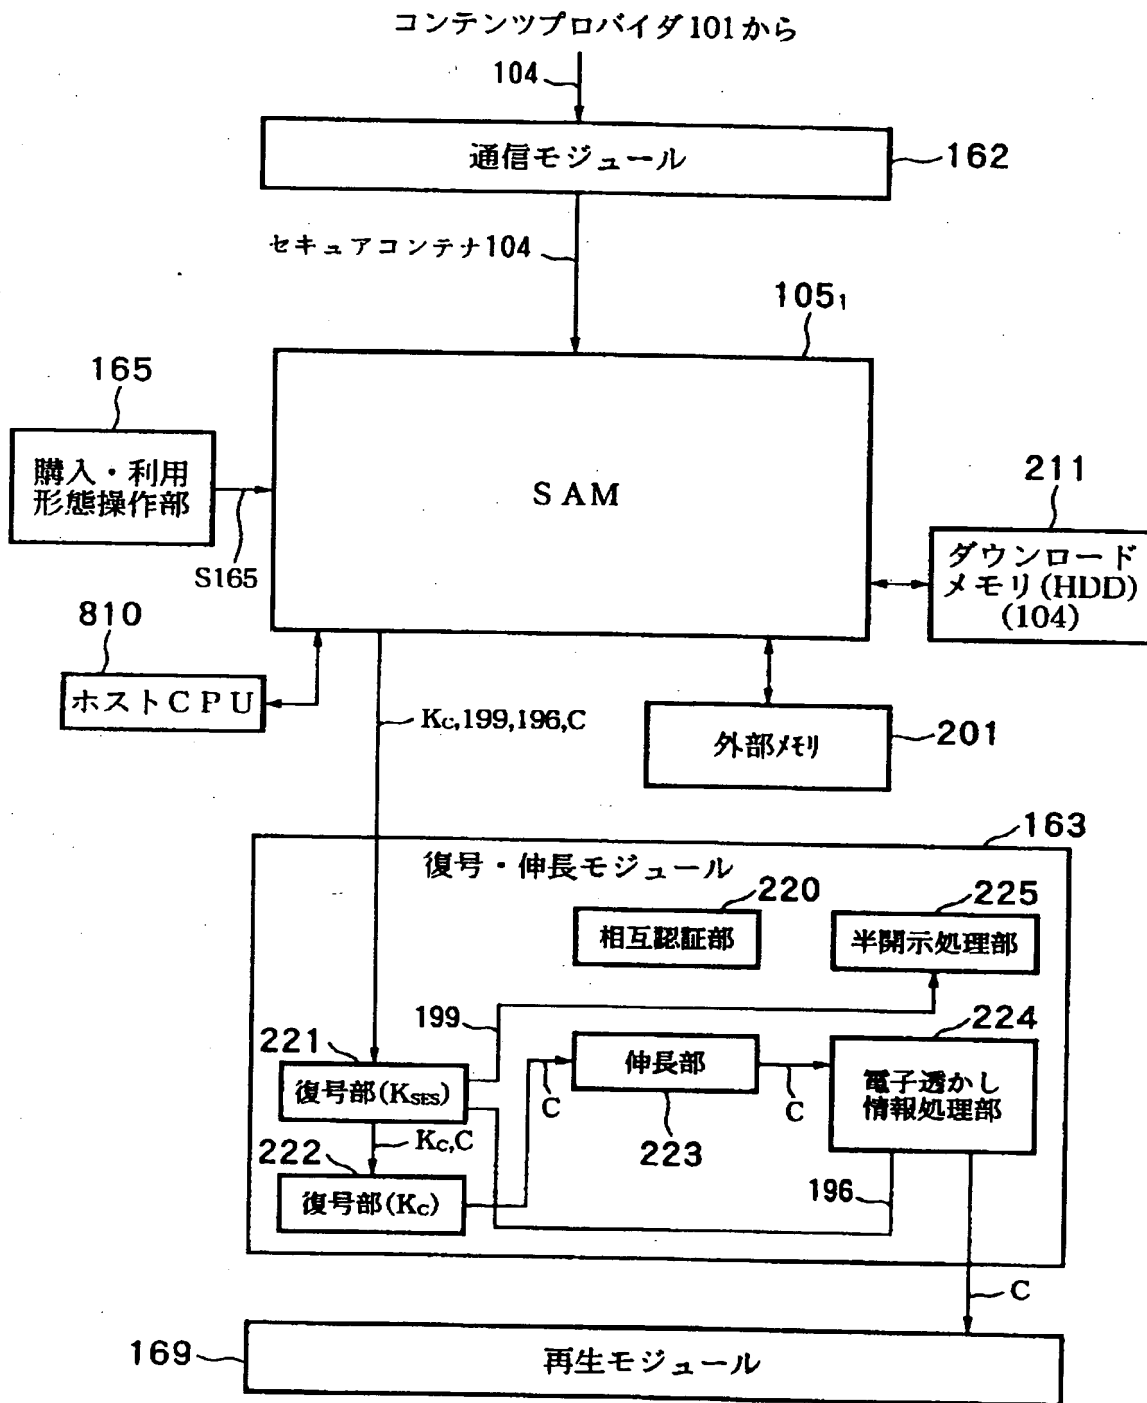 コンテンツプロバイダ101から
104
通信モジュール
162
セキュアコンテナ104
105₁
165
購入・利用
形態操作部
S165
SAM
211
ダウンロード
メモリ(HDD)
(104)
810
ホストCPU
Kc,199,196,C
外部メモリ
201
163
復号・伸長モジュール
220
相互認証部
225
半開示処理部
199
221
復号部(KSES)
C
伸長部
223
C
224
電子透かし
情報処理部
Kc,C
222
復号部(Kc)
196
C
169
再生モジュール